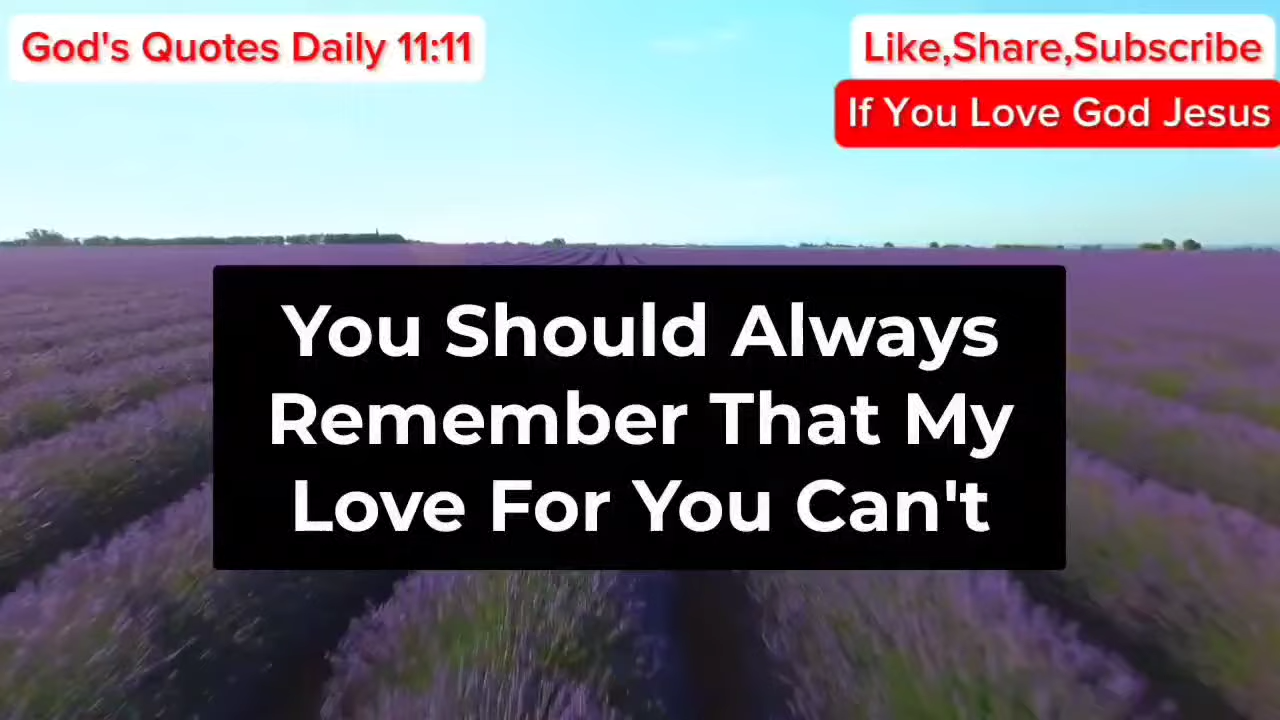 God's Quotes Daily 11:11
Like,Share,Subscribe
If You Love God Jesus
You Should Always
Remember That My
Love For You Can't